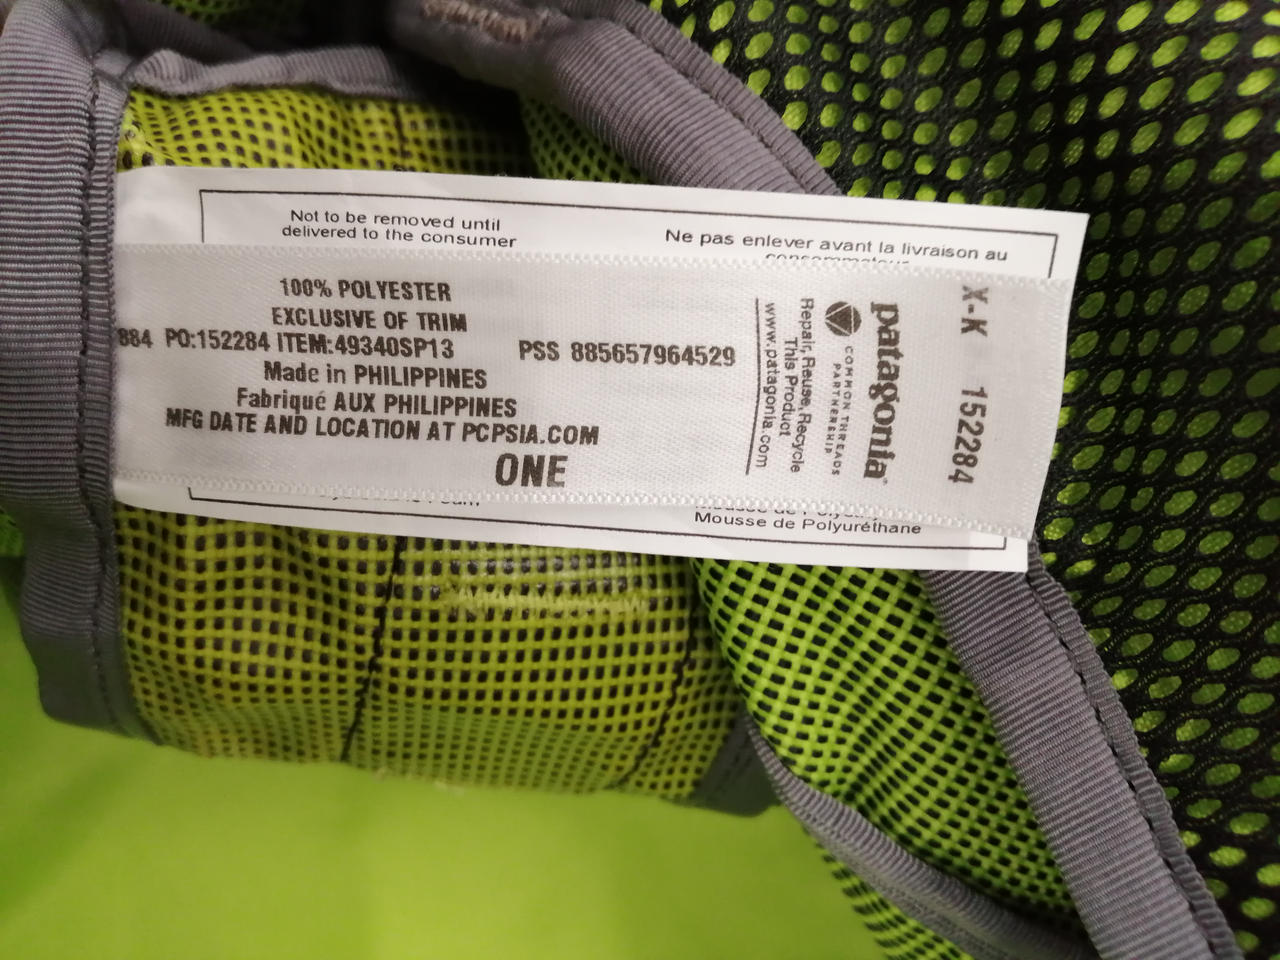 Not to be removed until
delivered to the consumer
Ne pas enlever avant la livraison au
consommateur
100% POLYESTER
EXCLUSIVE OF TRIM
884 PO:152284 ITEM:49340SP13
PSS 885657964529
Made in PHILIPPINES
Fabriqué AUX PHILIPPINES
MFG DATE AND LOCATION AT PCPSIA.COM
ONE
X-K 152284
patagonia®
COMMON THREADS
PARTNERSHIP
Repair, Reuse, Recycle
This Product
www.patagonia.com
Mousse de Polyuréthane